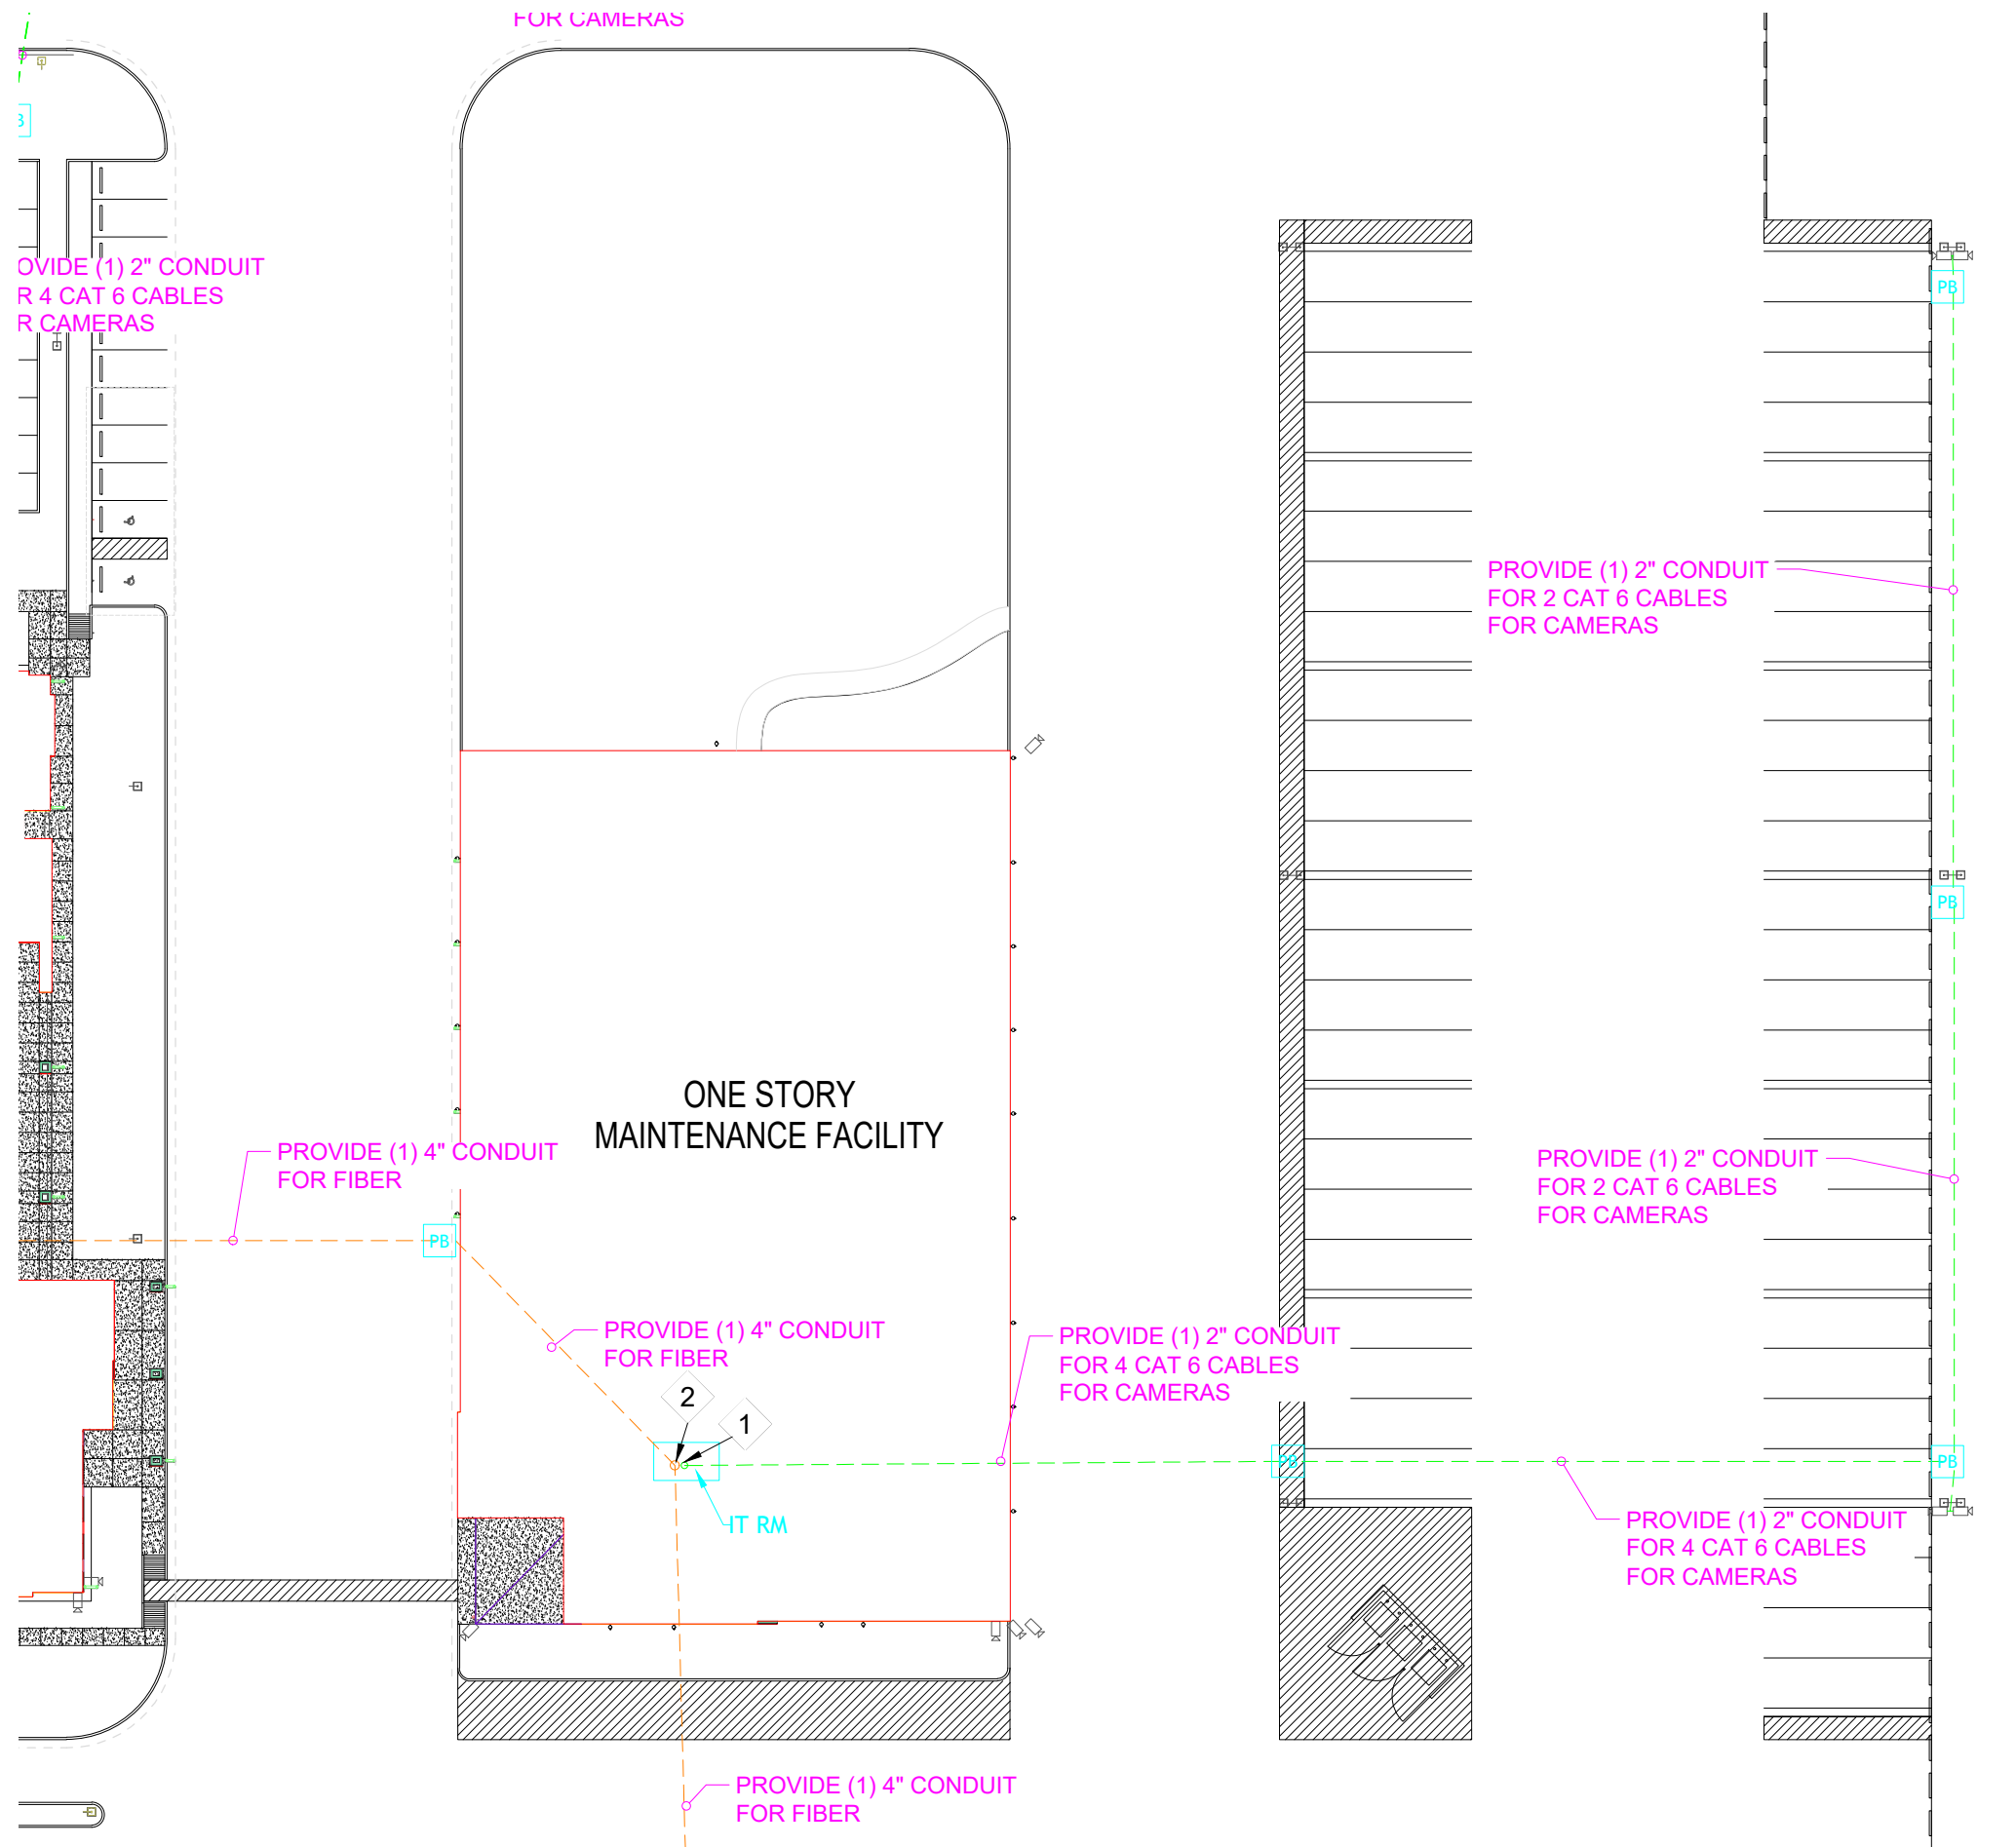 FOR CAMERAS
OVIDE (1) 2" CONDUIT
R 4 CAT 6 CABLES
R CAMERAS
PB
PROVIDE (1) 2" CONDUIT
FOR 2 CAT 6 CABLES
FOR CAMERAS
PB
ONE STORY
MAINTENANCE FACILITY
PROVIDE (1) 4" CONDUIT
FOR FIBER
PROVIDE (1) 2" CONDUIT
FOR 2 CAT 6 CABLES
FOR CAMERAS
PB
PROVIDE (1) 4" CONDUIT
FOR FIBER
PROVIDE (1) 2" CONDUIT
FOR 4 CAT 6 CABLES
FOR CAMERAS
2
1
PB
PB
IT RM
PROVIDE (1) 2" CONDUIT
FOR 4 CAT 6 CABLES
FOR CAMERAS
PROVIDE (1) 4" CONDUIT
FOR FIBER